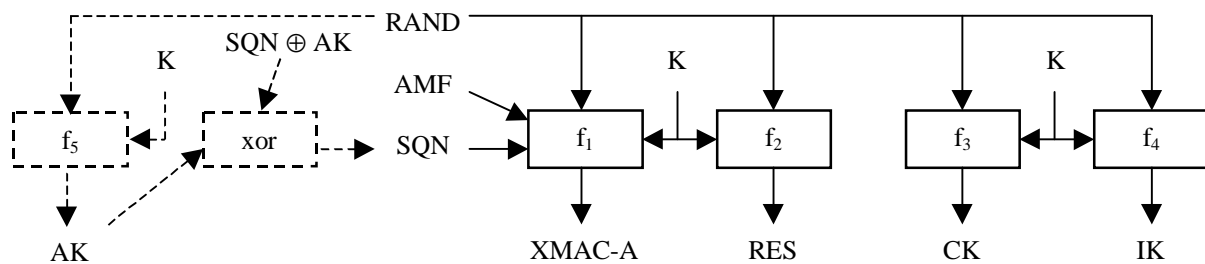 RAND
SQN ⊕ AK
K
K
K
AMF
f5
xor
SQN
f1
f2
f3
f4
AK
XMAC-A
RES
CK
IK